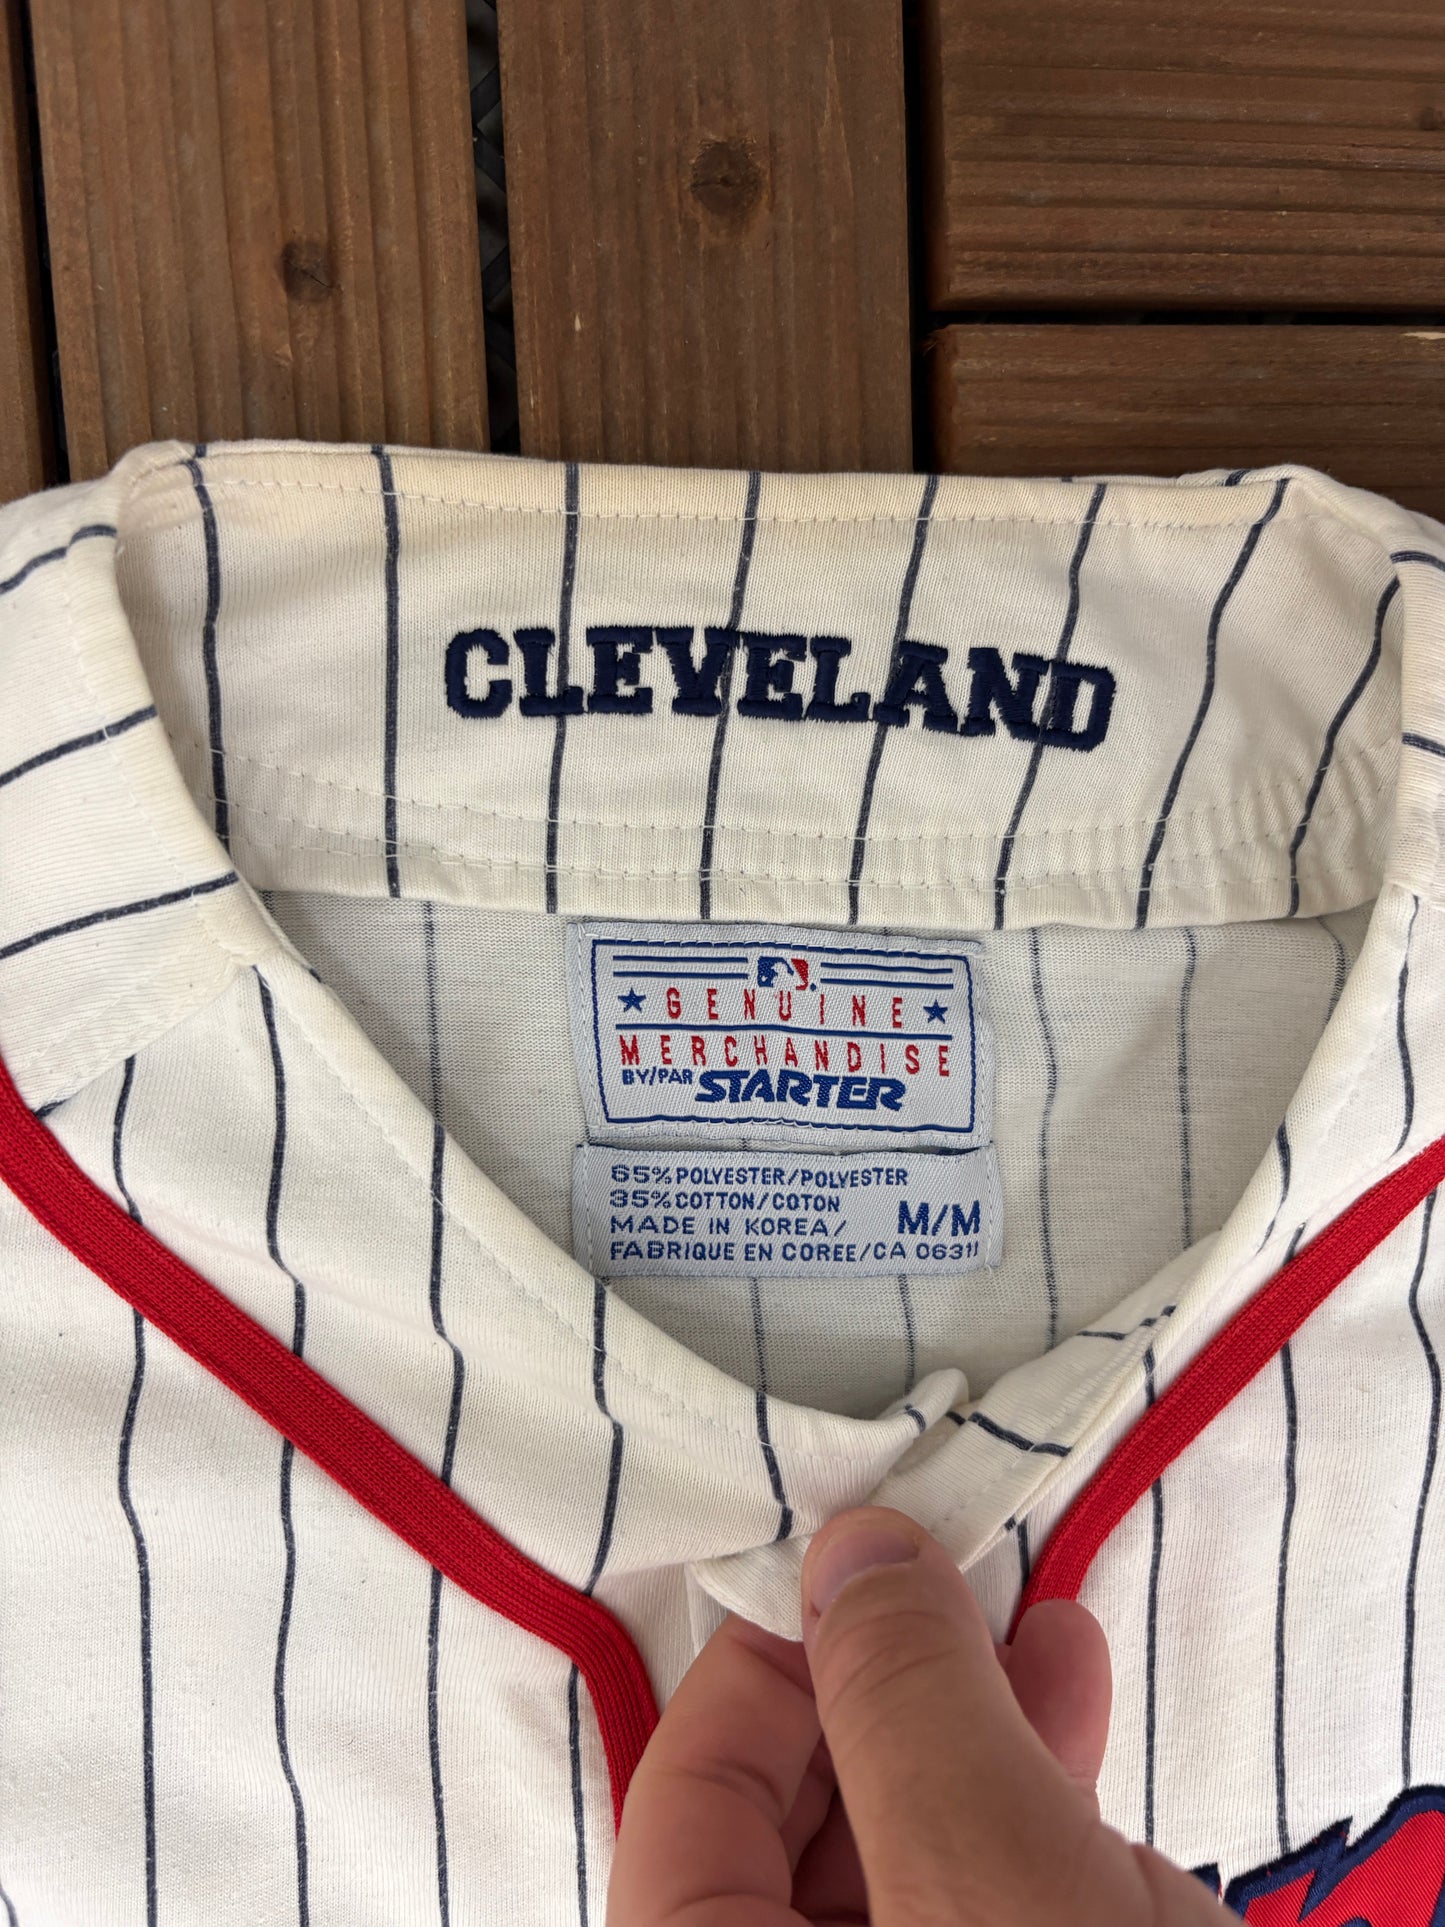 CLEVELAND
GENUINE
MERCHANDISE
BY/PAR STARTER
65% POLYESTER/POLYESTER
35% COTTON/COTON
MADE IN KOREA/ M/M
FABRIQUE EN COREE/CA 06311